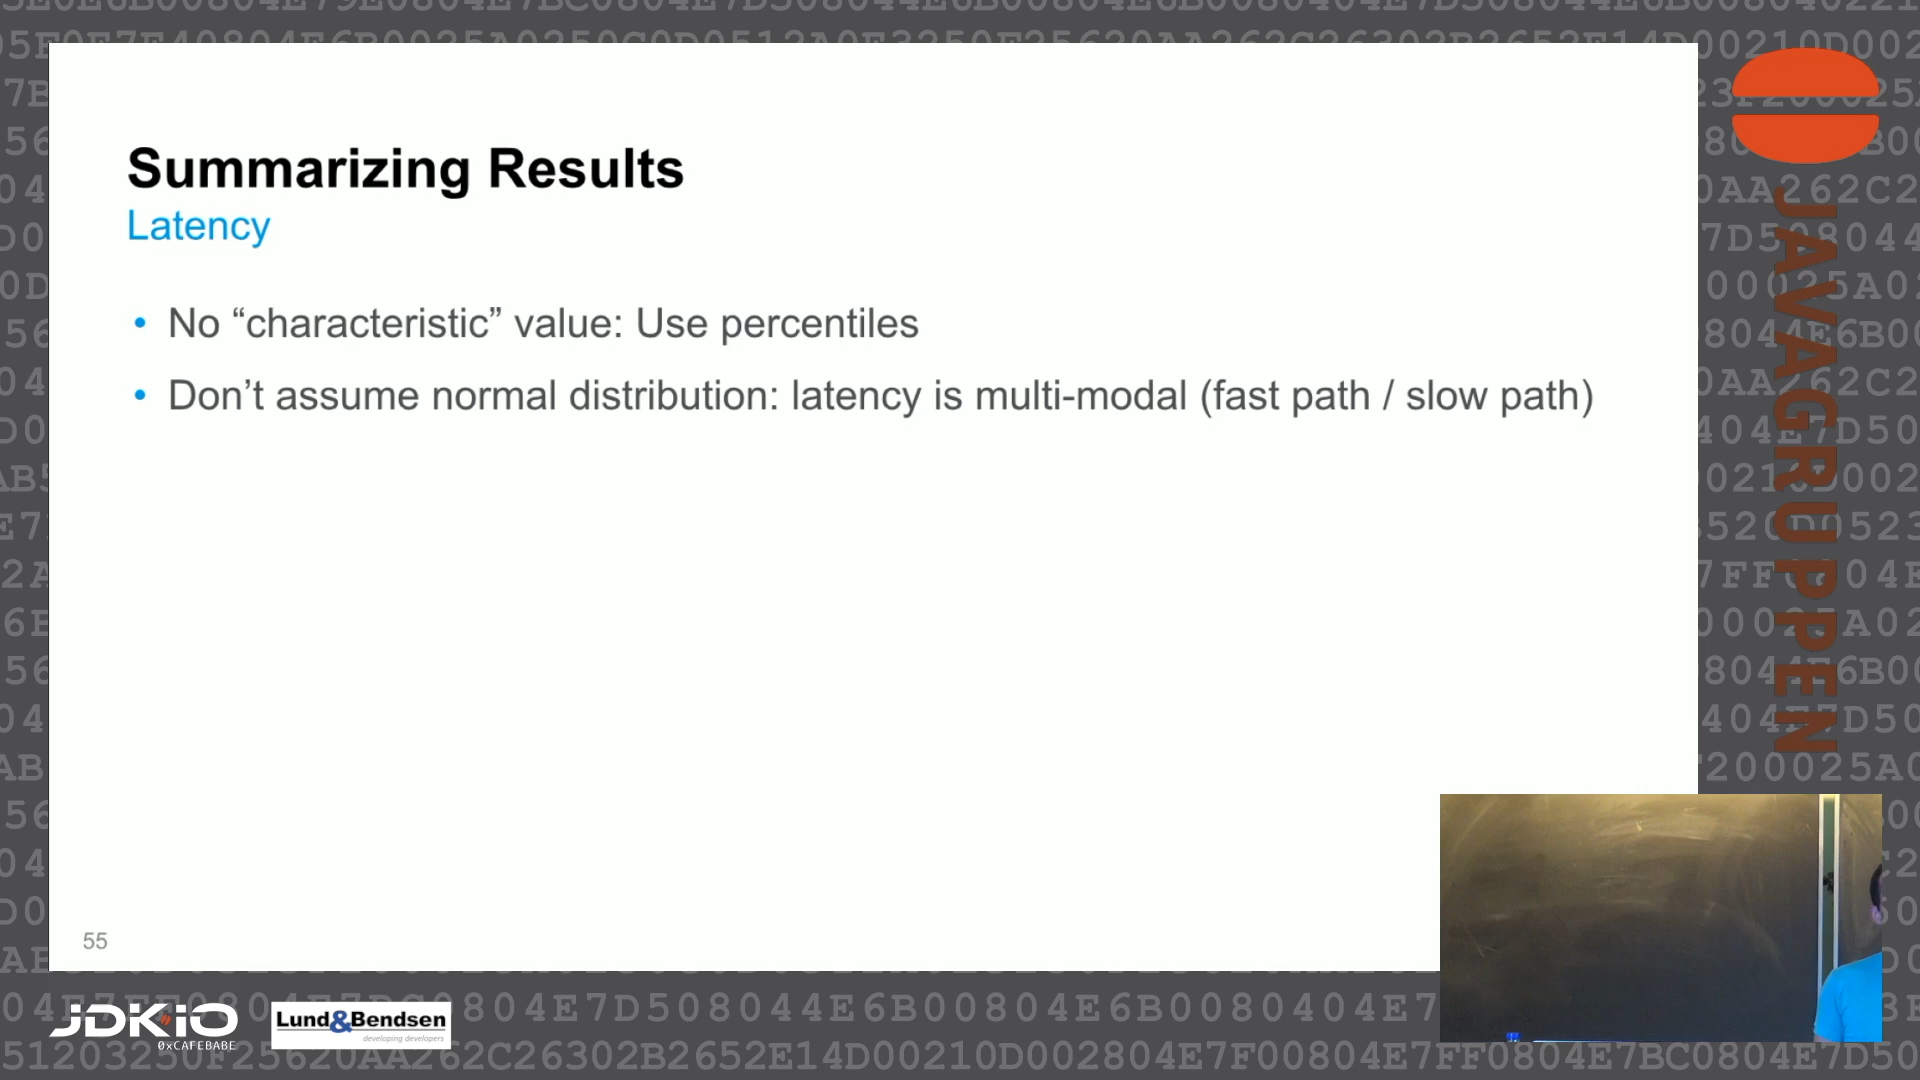 Summarizing Results
Latency
• No “characteristic” value: Use percentiles
• Don’t assume normal distribution: latency is multi-modal (fast path / slow path)
55
JAVAGRUPPEN
JDKIO
0xCAFEBABE
Lund&Bendsen
developing developers